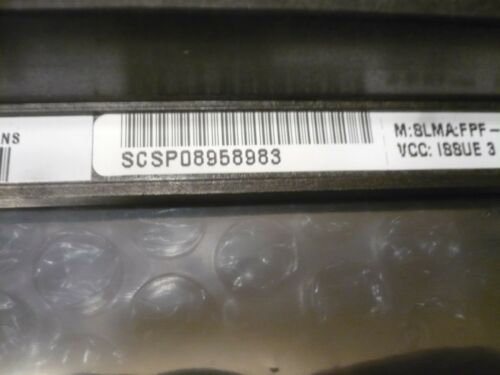 NS
SCSP08958983
M:SLMA:FPF-
VCC: ISSUE 3